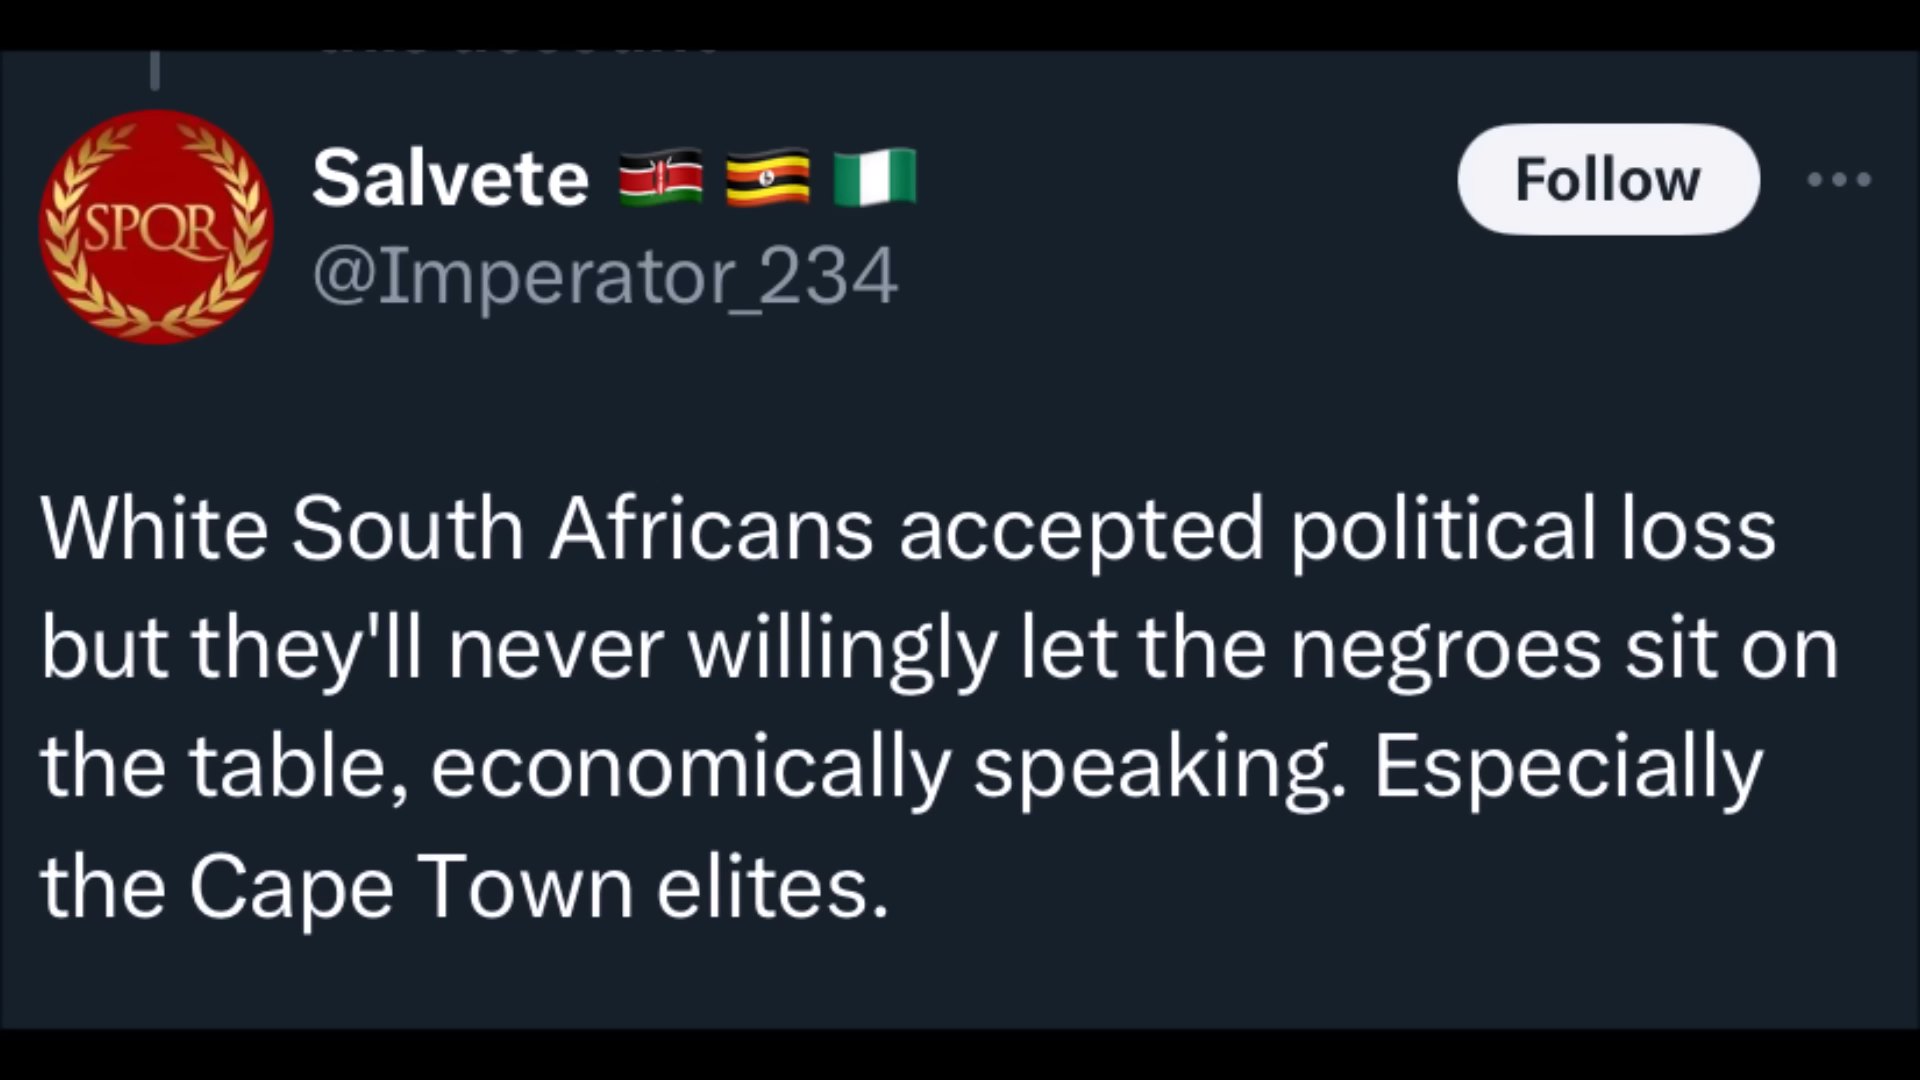 Salvete 🇰🇪 🇺🇬 🇳🇬
Follow
@Imperator_234
SPQR
White South Africans accepted political loss
but they'll never willingly let the negroes sit on
the table, economically speaking. Especially
the Cape Town elites.